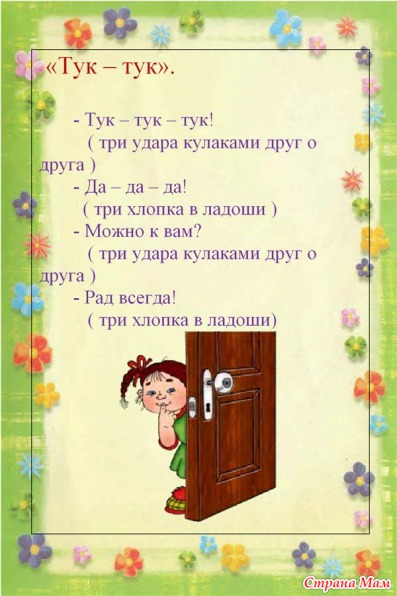 «Тук – тук».
- Тук – тук – тук!
( три удара кулаками друг о
друга )
- Да – да – да!
( три хлопка в ладоши )
- Можно к вам?
( три удара кулаками друг о
друга )
- Рад всегда!
( три хлопка в ладоши)
Страна Мам